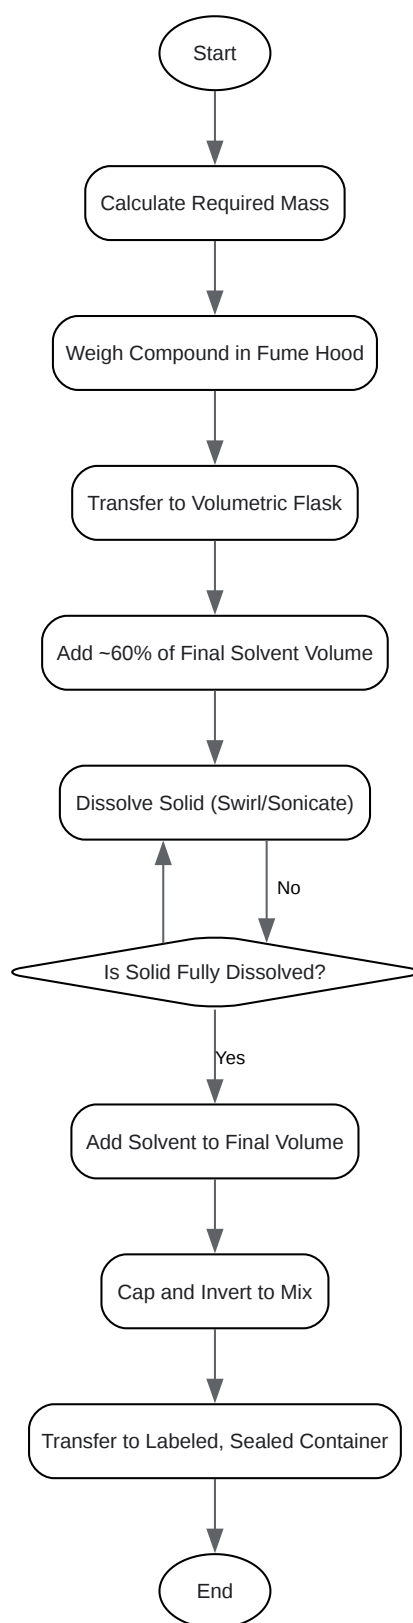 Start
Calculate Required Mass
Weigh Compound in Fume Hood
Transfer to Volumetric Flask
Add ~60% of Final Solvent Volume
Dissolve Solid (Swirl/Sonicate)
No
Is Solid Fully Dissolved?
Yes
Add Solvent to Final Volume
Cap and Invert to Mix
Transfer to Labeled, Sealed Container
End